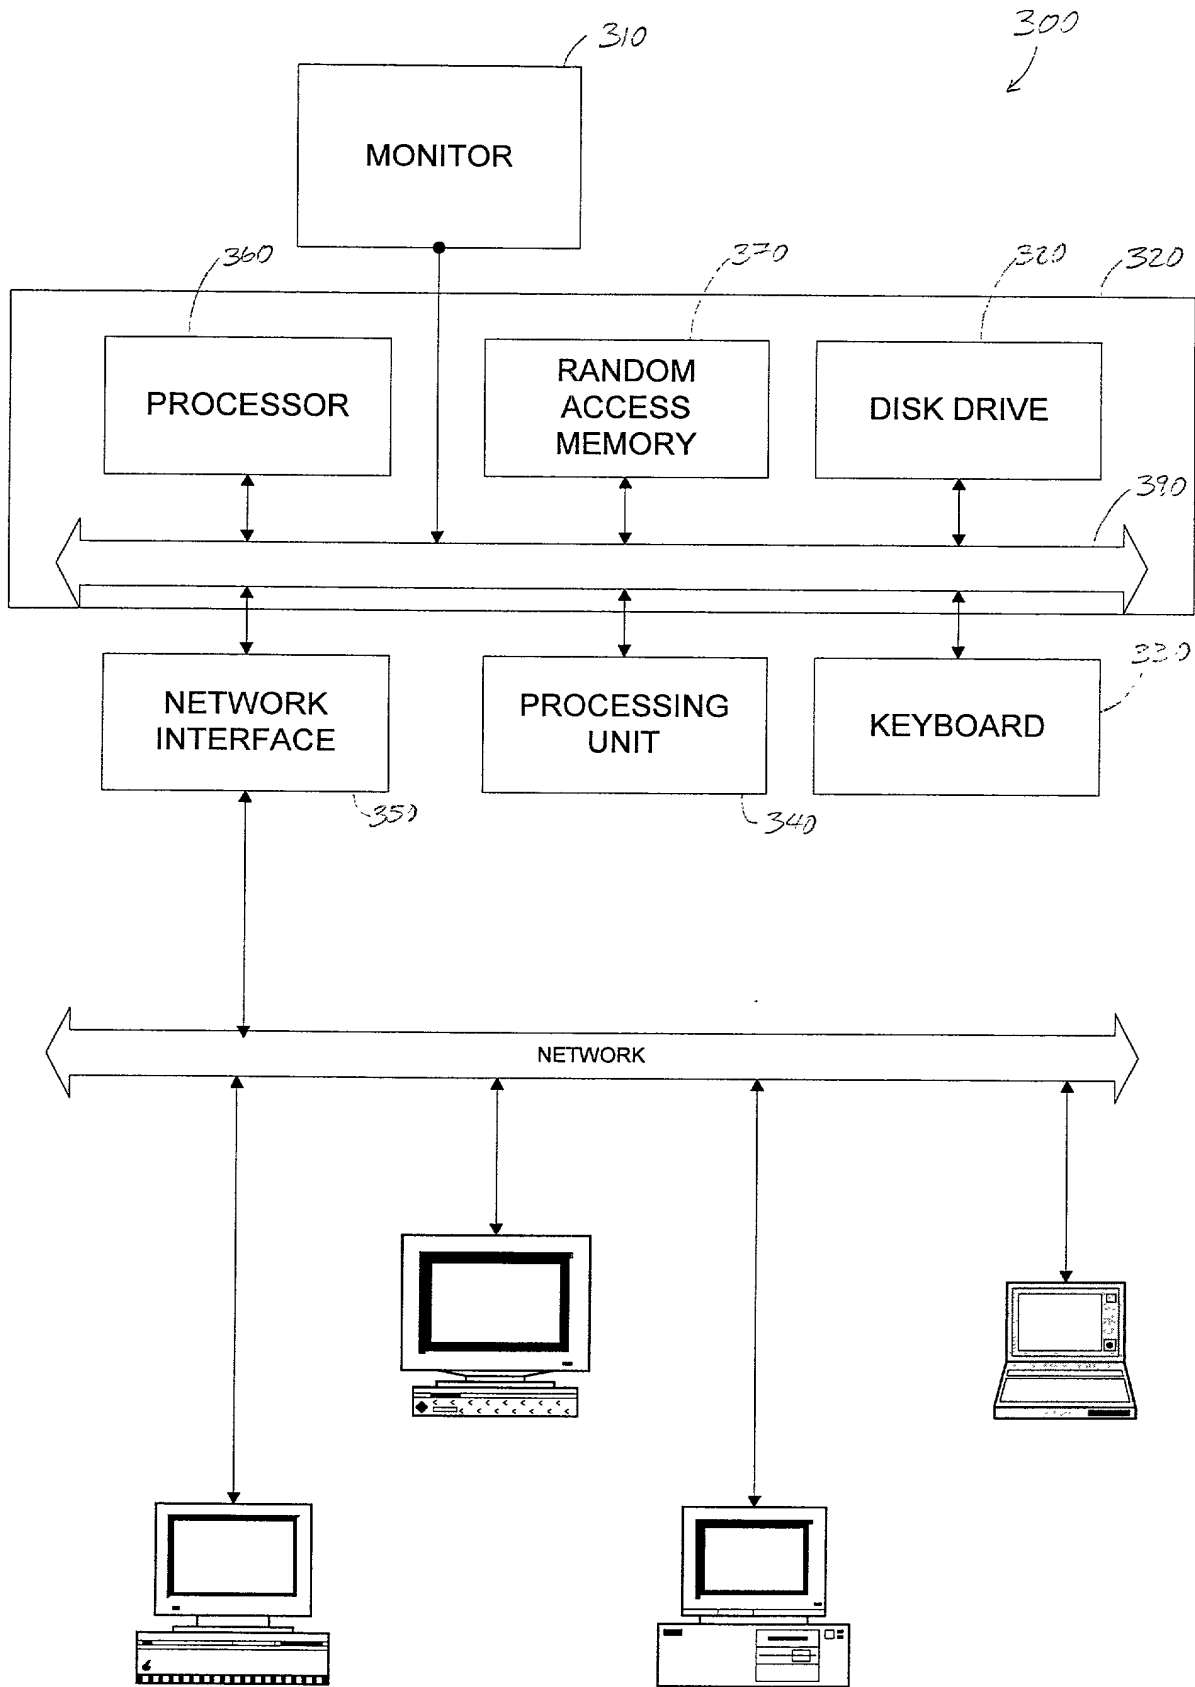 300
310
MONITOR
360
370
320
320
PROCESSOR
RANDOM
ACCESS
MEMORY
DISK DRIVE
390
NETWORK
INTERFACE
PROCESSING
UNIT
KEYBOARD
330
350
340
NETWORK